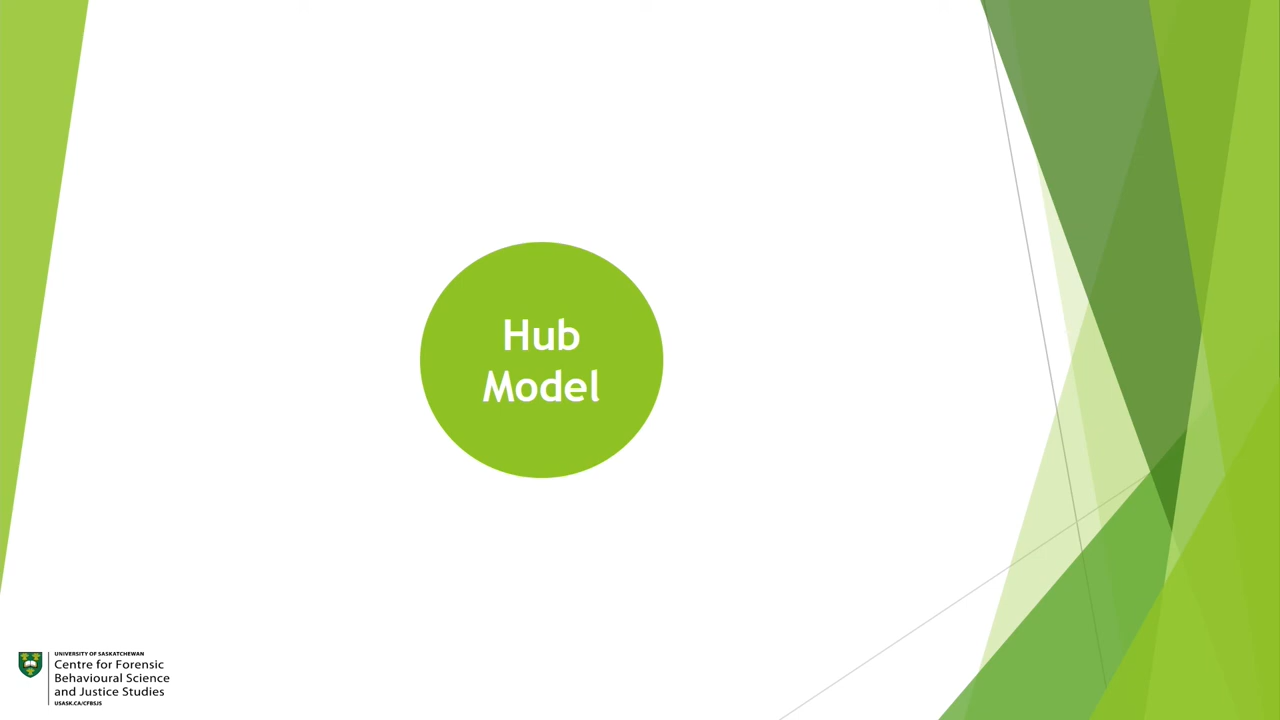 Hub
Model
UNIVERSITY OF SASKATCHEWAN
Centre for Forensic
Behavioural Science
and Justice Studies
USASK.CA/CFBSJS